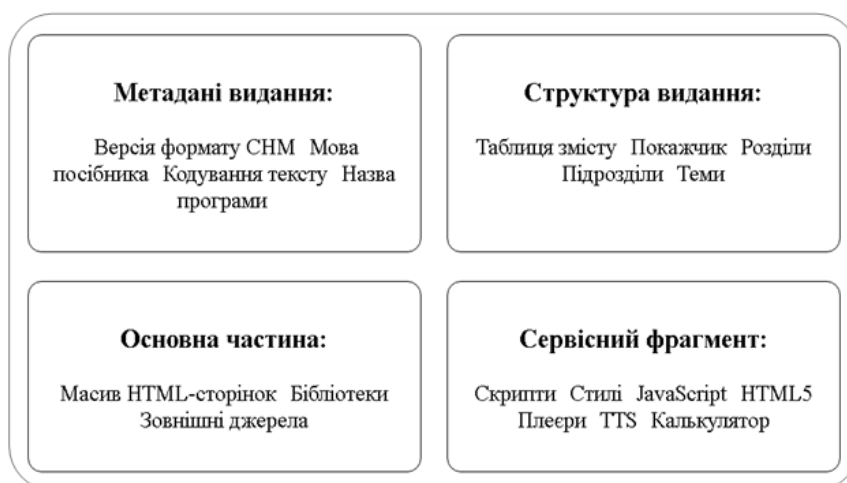 Метадані видання:
Версія формату CHM Мова
посібника Кодування тексту Назва
програми
Структура видання:
Таблиця змісту Покажчик Розділи
Підрозділи Теми
Основна частина:
Масив HTML-сторінок Бібліотеки
Зовнішні джерела
Сервісний фрагмент:
Скрипти Стилі JavaScript HTML5
Плеєри TTS Калькулятор